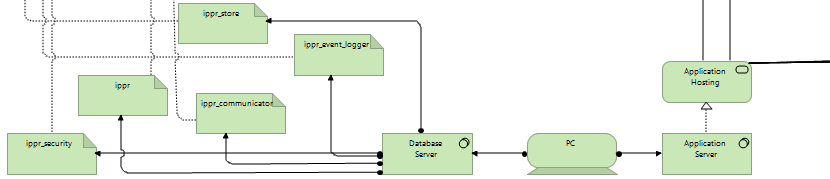 ippr_store
ippr_event_logger
Application
Hosting
ippr
ippr_communicator
ippr_security
Database
Server
PC
Application
Server